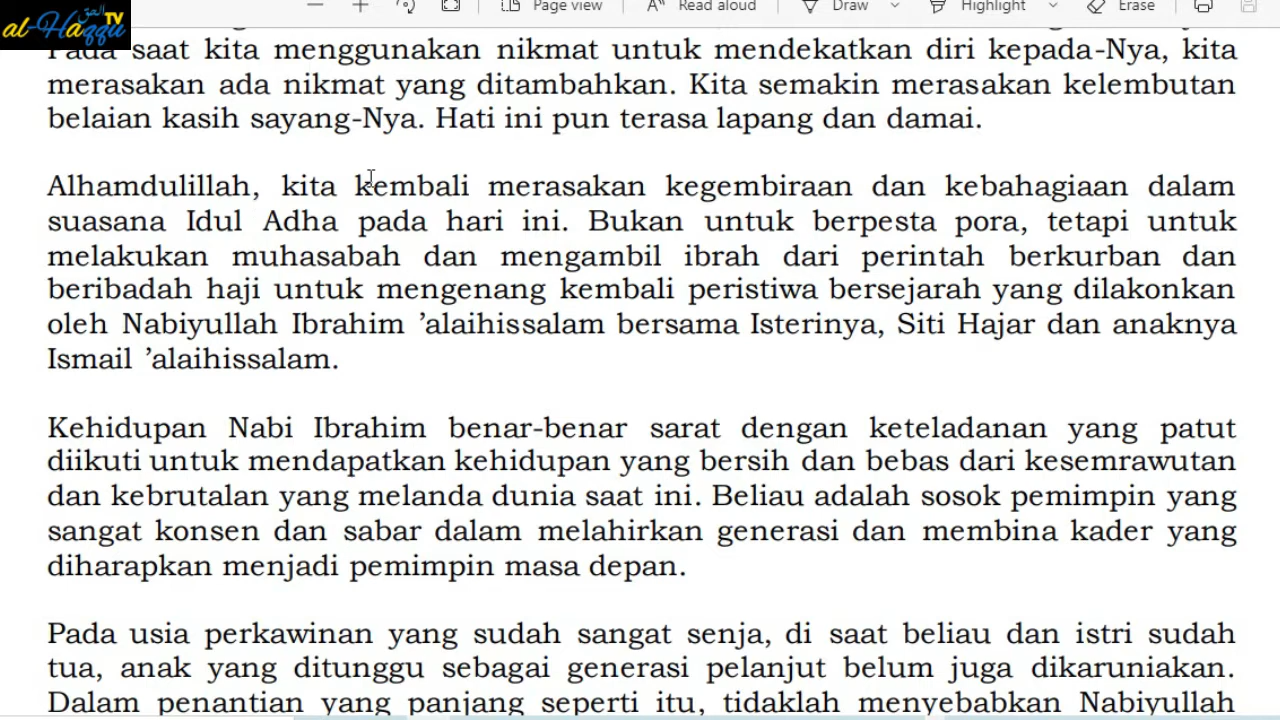 Page view
Read aloud
Draw
Highlight
Erase
الحق
al-Haqqu TV
Pada saat kita menggunakan nikmat untuk mendekatkan diri kepada-Nya, kita
merasakan ada nikmat yang ditambahkan. Kita semakin merasakan kelembutan
belaian kasih sayang-Nya. Hati ini pun terasa lapang dan damai.
Alhamdulillah, kita kembali merasakan kegembiraan dan kebahagiaan dalam
suasana Idul Adha pada hari ini. Bukan untuk berpesta pora, tetapi untuk
melakukan muhasabah dan mengambil ibrah dari perintah berkurban dan
beribadah haji untuk mengenang kembali peristiwa bersejarah yang dilakonkan
oleh Nabiyullah Ibrahim ’alaihissalam bersama Isterinya, Siti Hajar dan anaknya
Ismail ’alaihissalam.
Kehidupan Nabi Ibrahim benar-benar sarat dengan keteladanan yang patut
diikuti untuk mendapatkan kehidupan yang bersih dan bebas dari kesemrawutan
dan kebrutalan yang melanda dunia saat ini. Beliau adalah sosok pemimpin yang
sangat konsen dan sabar dalam melahirkan generasi dan membina kader yang
diharapkan menjadi pemimpin masa depan.
Pada usia perkawinan yang sudah sangat senja, di saat beliau dan istri sudah
tua, anak yang ditunggu sebagai generasi pelanjut belum juga dikaruniakan.
Dalam penantian yang panjang seperti itu, tidaklah menyebabkan Nabiyullah